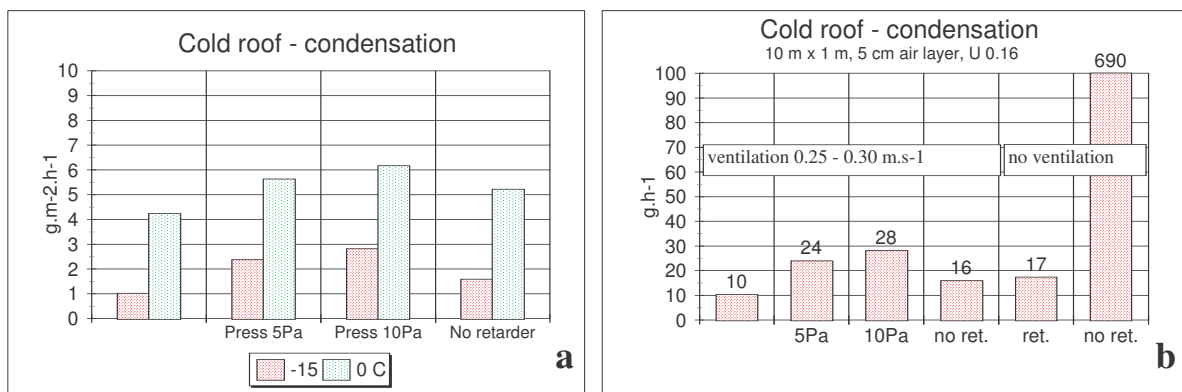 Cold roof - condensation
10
9
8
7
6
5
4
3
2
1
0
g.m-2.h-1
Press 5Pa Press 10Pa No retarder
-15 0 C
a
Cold roof - condensation
10 m x 1 m, 5 cm air layer, U 0.16
690
100
90
80
70
60
50
40
30
20
10
0
g.h-1
ventilation 0.25 - 0.30 m.s-1 no ventilation
10 24 28 16 17
5Pa 10Pa no ret. ret. no ret.
b